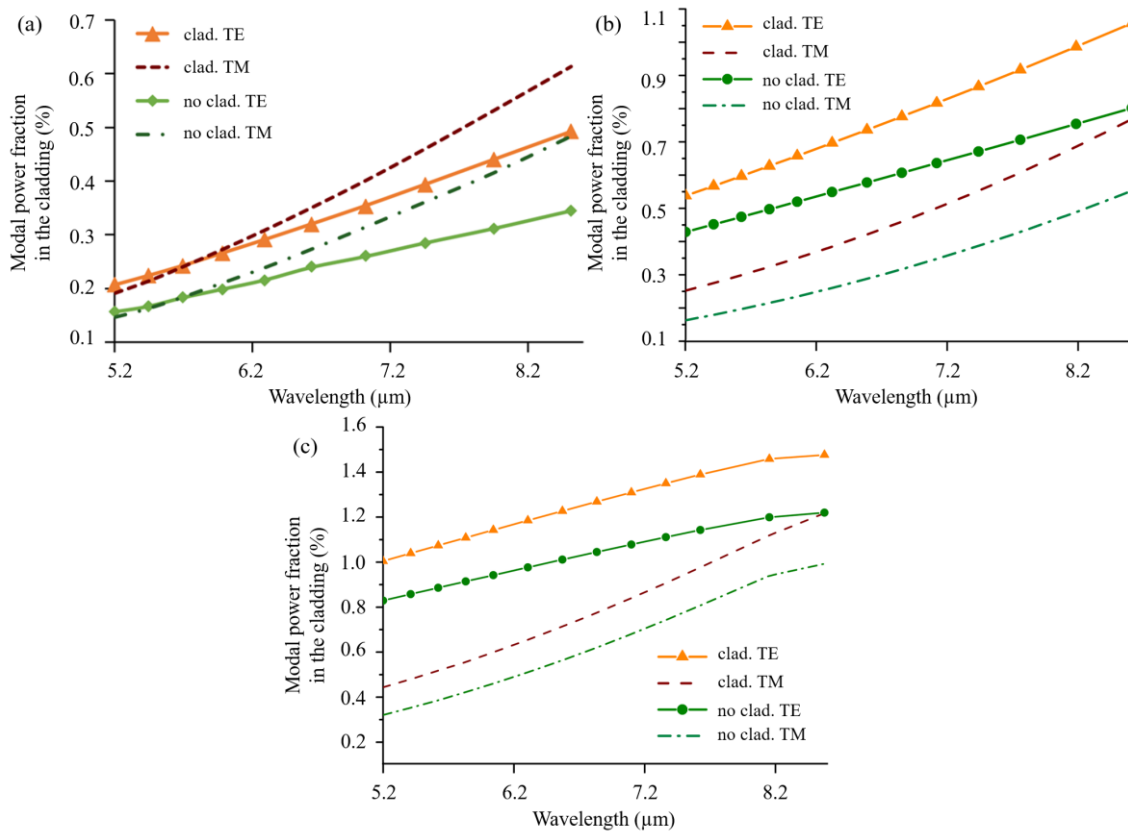 (a)
Modal power fraction
in the cladding (%)
0.7
0.6
0.5
0.4
0.3
0.2
0.1
clad. TE
clad. TM
no clad. TE
no clad. TM
5.2
6.2
7.2
8.2
Wavelength (µm)
(b)
Modal power fraction
in the cladding (%)
1.1
0.9
0.7
0.5
0.3
0.1
clad. TE
clad. TM
no clad. TE
no clad. TM
5.2
6.2
7.2
8.2
Wavelength (µm)
(c)
Modal power fraction
in the cladding (%)
1.6
1.4
1.2
1.0
0.8
0.6
0.4
0.2
clad. TE
clad. TM
no clad. TE
no clad. TM
5.2
6.2
7.2
8.2
Wavelength (µm)